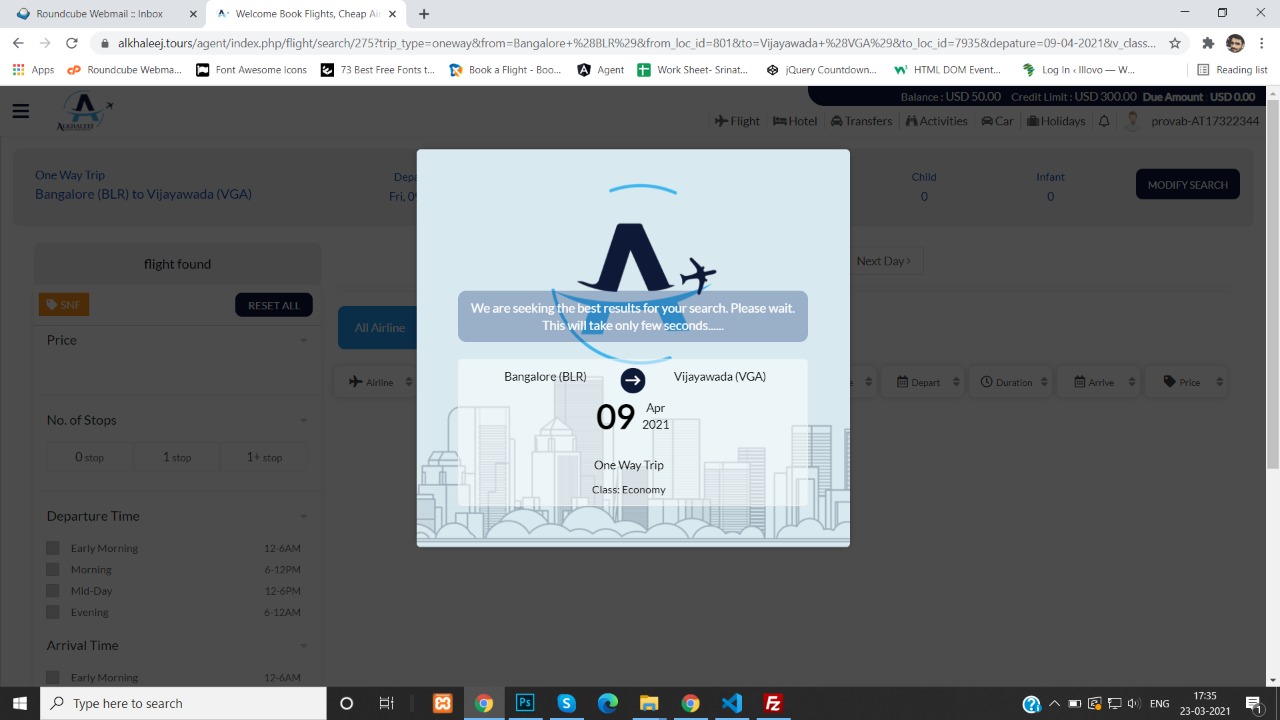 Roundcube Webmail :: Inbox
Welcome Book Flights, Cheap Ai
alkhaleej.tours/agent/index.php/flight/search/275?trip_type=oneway&from=Bangalore+%28BLR%29&from_loc_id=801&to=Vijayawada+%28VGA%29&to_loc_id=7935&depature=09-04-2021&v_class...
Apps
Roundcube Webma...
Font Awesome Icons
73 Best Free Fonts t...
Book a Flight - Boo...
Agent
Work Sheet- Srinat...
jQuery Countdown...
HTML DOM Event...
Log In ‹ Illovo — W...
Reading list
Balance : USD 50.00 Credit Limit : USD 300.00 Due Amount : USD 0.00
ALKHALEEJ
Flight Hotel Transfers Activities Car Holidays provab-AT17322344
One Way Trip
Bangalore (BLR) to Vijayawada (VGA)
Depa
Fri, 09
Child
0
Infant
0
MODIFY SEARCH
flight found
Next Day
SNF
RESET ALL
All Airline
Price
Airline
Depart
Duration
Arrive
Price
No. of Stops
0 stop 1 stop 1+ stop
Departure Time
Early Morning 12-6AM
Morning 6-12PM
Mid-Day 12-6PM
Evening 6-12AM
Arrival Time
Early Morning 12-6AM
We are seeking the best results for your search. Please wait.
This will take only few seconds......
Bangalore (BLR) Vijayawada (VGA)
09 Apr
2021
One Way Trip
Class: Economy
Type here to search
ENG
17:35
23-03-2021